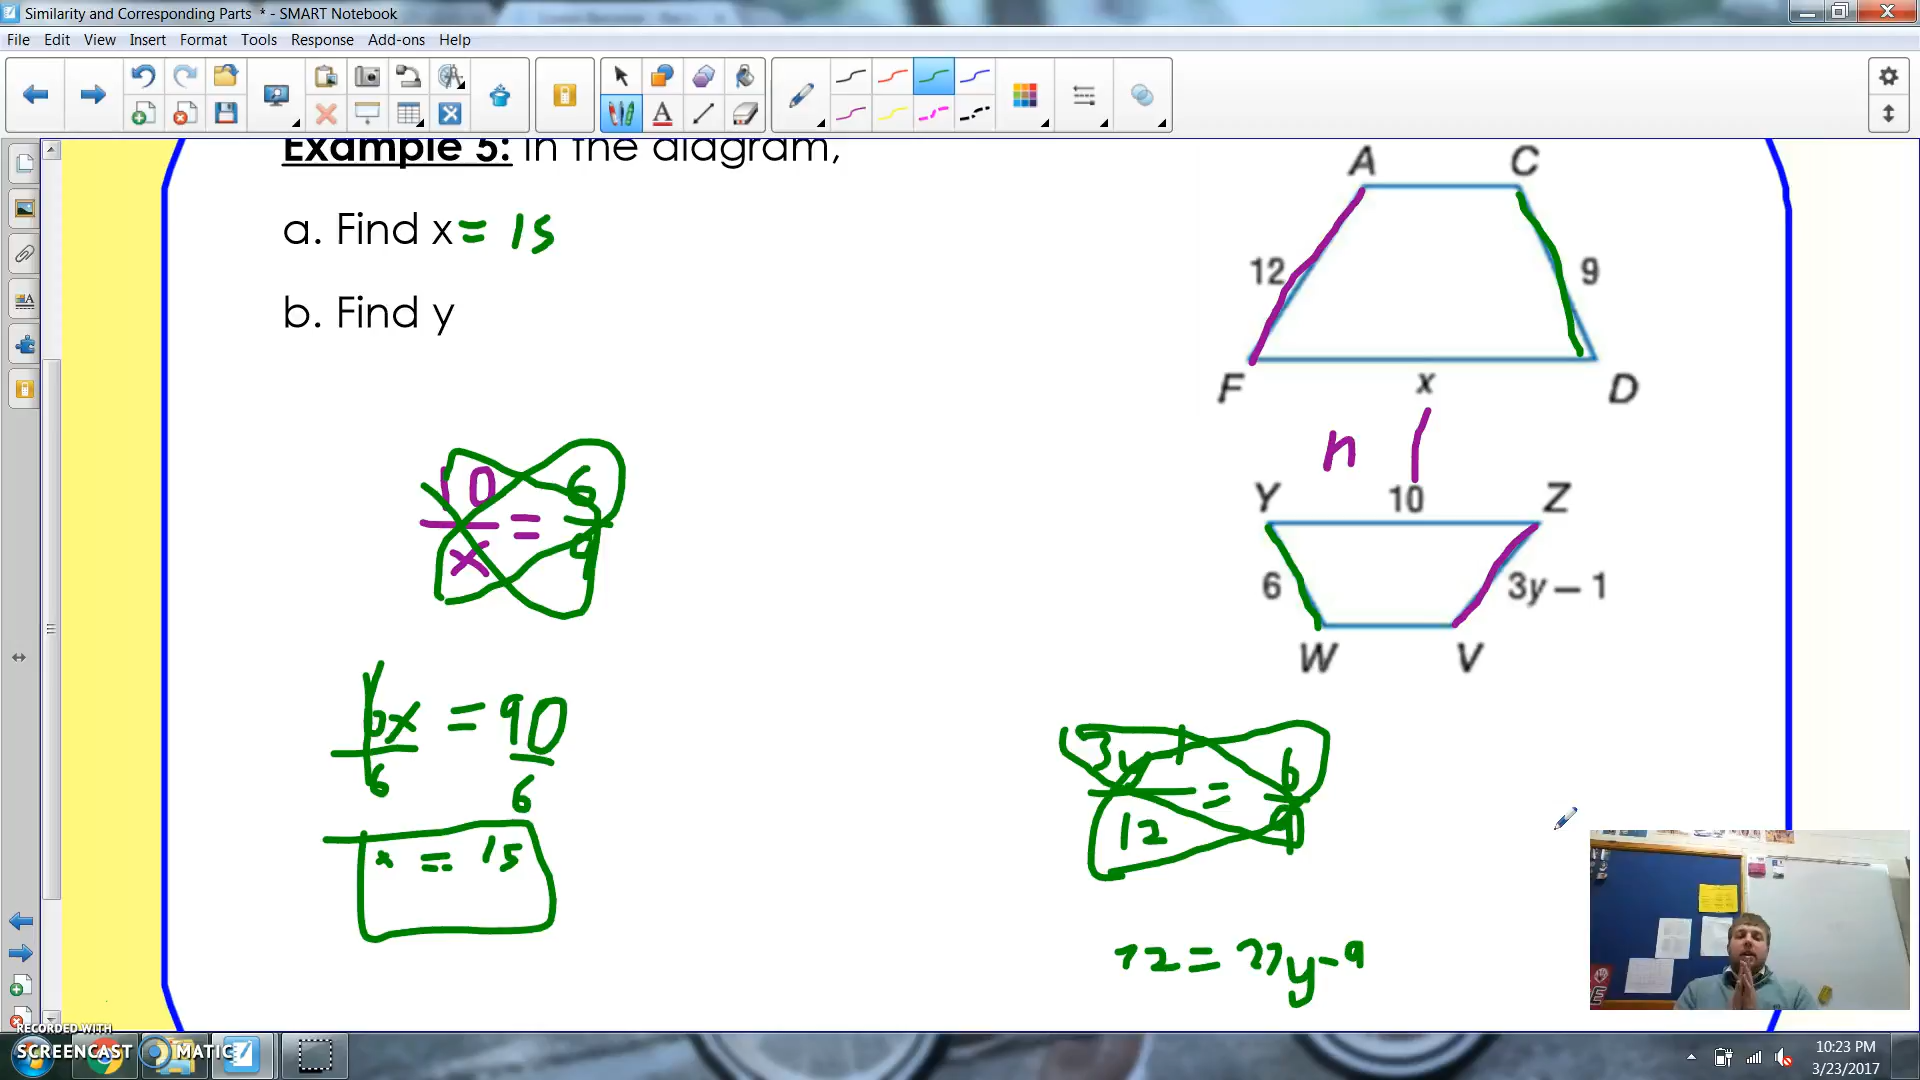 Similarity and Corresponding Parts * - SMART Notebook
File Edit View Insert Format Tools Response Add-ons Help
Example 5: In the diagram,
a. Find x = 15
b. Find y
A C
12 9
F x D
Y 10 Z
6 3y – 1
W V
10/x = 6/9
6x = 90
6 6
x = 15
3y - 1/12 = 6/9
72 = 27y - 9
RECORDED WITH
SCREENCAST MATIC
10:23 PM
3/23/2017